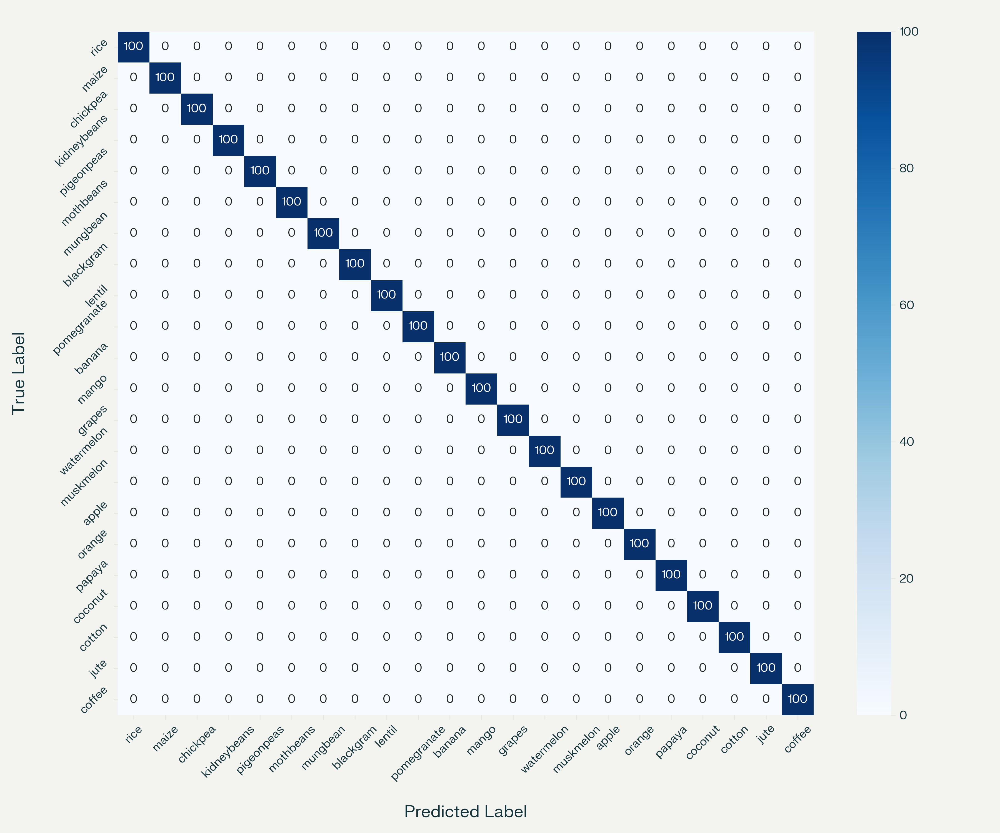 True Label
rice 100 0 0 0 0 0 0 0 0 0 0 0 0 0 0 0 0 0 0 0 0 0
maize 0 100 0 0 0 0 0 0 0 0 0 0 0 0 0 0 0 0 0 0 0 0
chickpea 0 0 100 0 0 0 0 0 0 0 0 0 0 0 0 0 0 0 0 0 0 0
kidneybeans 0 0 0 100 0 0 0 0 0 0 0 0 0 0 0 0 0 0 0 0 0 0
pigeonpeas 0 0 0 0 100 0 0 0 0 0 0 0 0 0 0 0 0 0 0 0 0 0
mothbeans 0 0 0 0 0 100 0 0 0 0 0 0 0 0 0 0 0 0 0 0 0 0
mungbean 0 0 0 0 0 0 100 0 0 0 0 0 0 0 0 0 0 0 0 0 0 0
blackgram 0 0 0 0 0 0 0 100 0 0 0 0 0 0 0 0 0 0 0 0 0 0
lentil 0 0 0 0 0 0 0 0 100 0 0 0 0 0 0 0 0 0 0 0 0 0
pomegranate 0 0 0 0 0 0 0 0 0 100 0 0 0 0 0 0 0 0 0 0 0 0
banana 0 0 0 0 0 0 0 0 0 0 100 0 0 0 0 0 0 0 0 0 0 0
mango 0 0 0 0 0 0 0 0 0 0 0 100 0 0 0 0 0 0 0 0 0 0
grapes 0 0 0 0 0 0 0 0 0 0 0 0 100 0 0 0 0 0 0 0 0 0
watermelon 0 0 0 0 0 0 0 0 0 0 0 0 0 100 0 0 0 0 0 0 0 0
muskmelon 0 0 0 0 0 0 0 0 0 0 0 0 0 0 100 0 0 0 0 0 0 0
apple 0 0 0 0 0 0 0 0 0 0 0 0 0 0 0 100 0 0 0 0 0 0
orange 0 0 0 0 0 0 0 0 0 0 0 0 0 0 0 0 100 0 0 0 0 0
papaya 0 0 0 0 0 0 0 0 0 0 0 0 0 0 0 0 0 100 0 0 0 0
coconut 0 0 0 0 0 0 0 0 0 0 0 0 0 0 0 0 0 0 100 0 0 0
cotton 0 0 0 0 0 0 0 0 0 0 0 0 0 0 0 0 0 0 0 100 0 0
jute 0 0 0 0 0 0 0 0 0 0 0 0 0 0 0 0 0 0 0 0 100 0
coffee 0 0 0 0 0 0 0 0 0 0 0 0 0 0 0 0 0 0 0 0 0 100
rice maize chickpea kidneybeans pigeonpeas mothbeans mungbean blackgram lentil pomegranate banana mango grapes watermelon muskmelon apple orange papaya coconut cotton jute coffee
Predicted Label
100
80
60
40
20
0